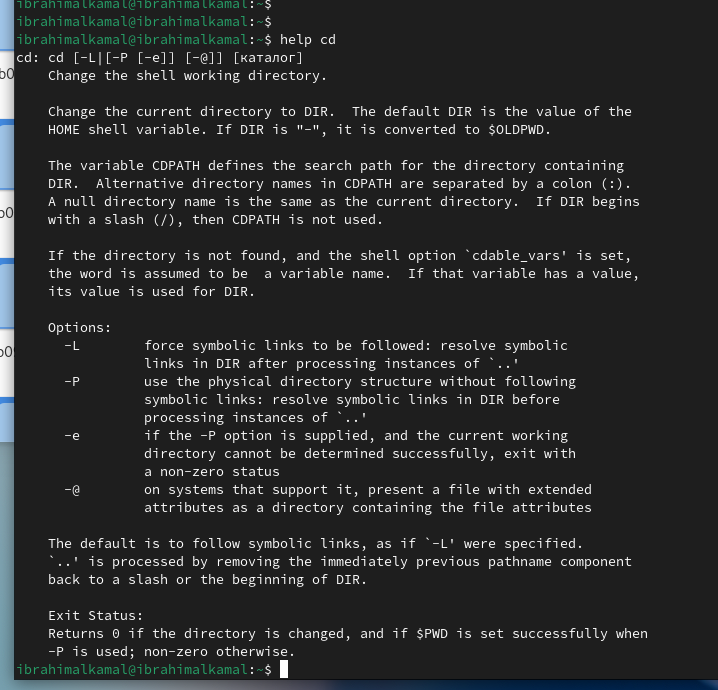 ibrahimalkamal@ibrahimalkamal:~$
ibrahimalkamal@ibrahimalkamal:~$
ibrahimalkamal@ibrahimalkamal:~$ help cd
cd: cd [-L|[-P [-e]] [-@]] [каталог]
    Change the shell working directory.

    Change the current directory to DIR.  The default DIR is the value of the
    HOME shell variable. If DIR is "-", it is converted to $OLDPWD.

    The variable CDPATH defines the search path for the directory containing
    DIR.  Alternative directory names in CDPATH are separated by a colon (:).
    A null directory name is the same as the current directory.  If DIR begins
    with a slash (/), then CDPATH is not used.

    If the directory is not found, and the shell option `cdable_vars' is set,
    the word is assumed to be  a variable name.  If that variable has a value,
    its value is used for DIR.

    Options:
      -L        force symbolic links to be followed: resolve symbolic
                links in DIR after processing instances of `..'
      -P        use the physical directory structure without following
                symbolic links: resolve symbolic links in DIR before
                processing instances of `..'
      -e        if the -P option is supplied, and the current working
                directory cannot be determined successfully, exit with
                a non-zero status
      -@        on systems that support it, present a file with extended
                attributes as a directory containing the file attributes

    The default is to follow symbolic links, as if `-L' were specified.
    `..' is processed by removing the immediately previous pathname component
    back to a slash or the beginning of DIR.

    Exit Status:
    Returns 0 if the directory is changed, and if $PWD is set successfully when
    -P is used; non-zero otherwise.
ibrahimalkamal@ibrahimalkamal:~$